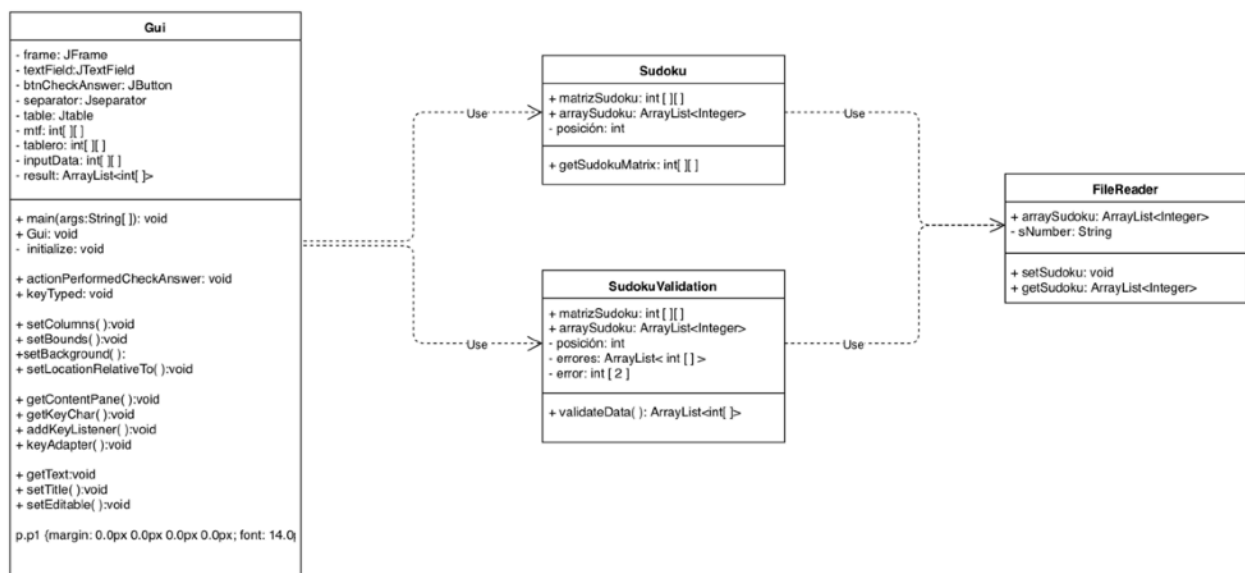 Gui
- frame: JFrame
- textField:JTextField
- btnCheckAnswer: JButton
- separator: Jseparator
- table: Jtable
- mtf: int[ ][ ]
- tablero: int[ ][ ]
- inputData: int[ ][ ]
- result: ArrayList<int[ ]>
+ main(args:String[ ]): void
+ Gui: void
- initialize: void
+ actionPerformedCheckAnswer: void
+ keyTyped: void
+ setColumns( ):void
+ setBounds( ):void
+setBackground( ):
+ setLocationRelativeTo( ):void
+ getContentPane( ):void
+ getKeyChar( ):void
+ addKeyListener( ):void
+ keyAdapter( ):void
+ getText:void
+ setTitle( ):void
+ setEditable( ):void
p.p1 {margin: 0.0px 0.0px 0.0px 0.0px; font: 14.0p
Use
Use
Sudoku
+ matrizSudoku: int [ ][ ]
+ arraySudoku: ArrayList<Integer>
- posición: int
+ getSudokuMatrix: int[ ][ ]
SudokuValidation
+ matrizSudoku: int [ ][ ]
+ arraySudoku: ArrayList<Integer>
- posición: int
- errores: ArrayList< int [ ] >
- error: int [ 2 ]
+ validateData( ): ArrayList<int[ ]>
Use
Use
FileReader
+ arraySudoku: ArrayList<Integer>
- sNumber: String
+ setSudoku: void
+ getSudoku: ArrayList<Integer>